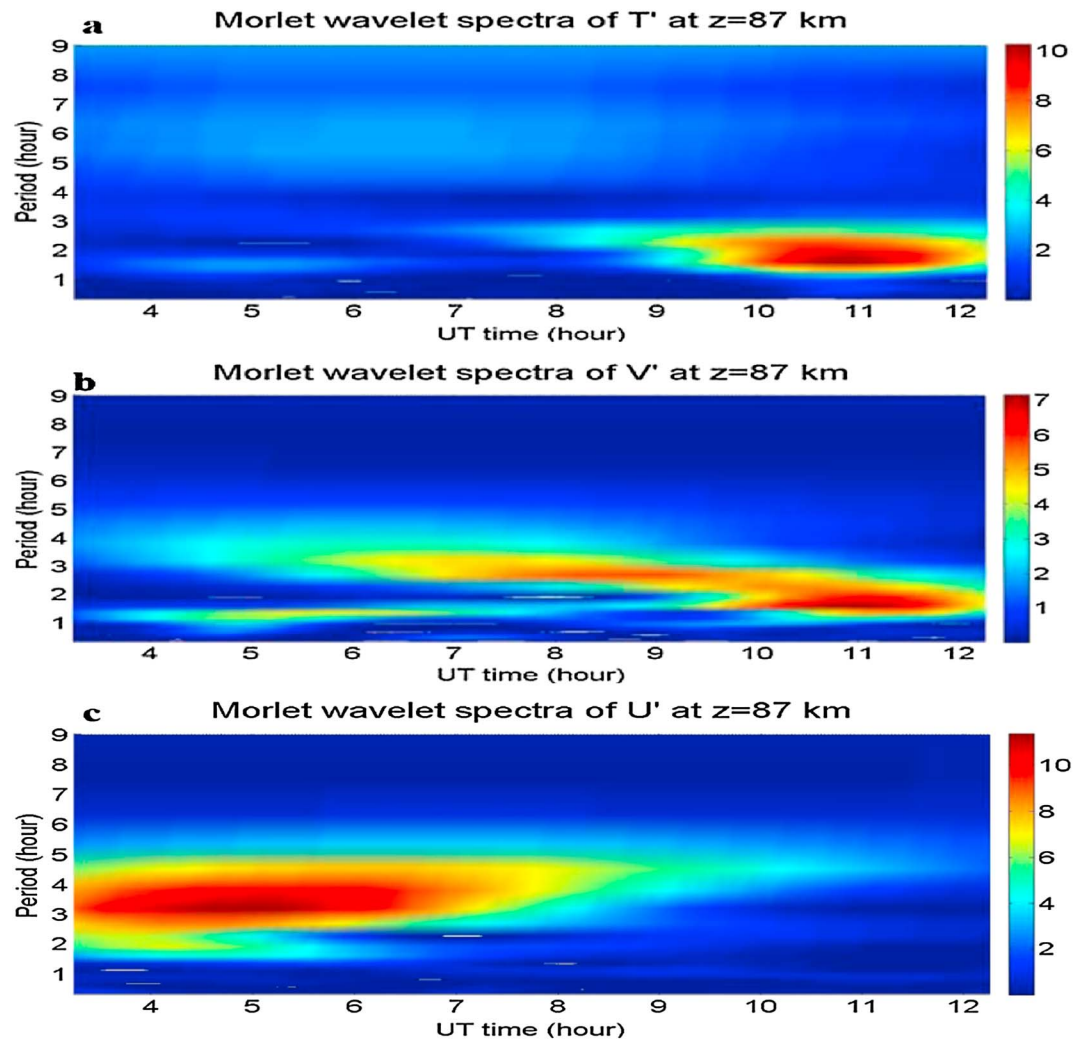 a
Morlet wavelet spectra of T' at z=87 km
9
8
7
6
5
4
3
2
1
Period (hour)
4 5 6 7 8 9 10 11 12
UT time (hour)
10
8
6
4
2
b
Morlet wavelet spectra of V' at z=87 km
9
8
7
6
5
4
3
2
1
Period (hour)
4 5 6 7 8 9 10 11 12
UT time (hour)
7
6
5
4
3
2
1
c
Morlet wavelet spectra of U' at z=87 km
9
8
7
6
5
4
3
2
1
Period (hour)
4 5 6 7 8 9 10 11 12
UT time (hour)
10
8
6
4
2